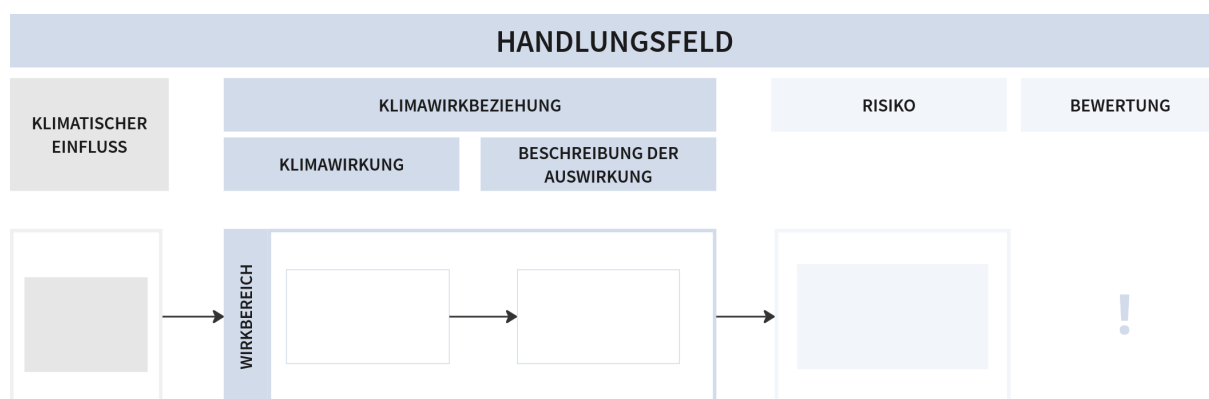 HANDLUNGSFELD
KLIMATISCHER
EINFLUSS
KLIMAWIRKBEZIEHUNG
KLIMAWIRKUNG
BESCHREIBUNG DER
AUSWIRKUNG
RISIKO
BEWERTUNG
WIRKBEREICH
!